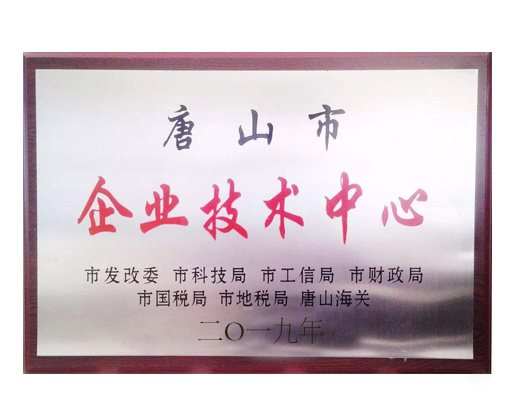 唐山市
企业技术中心
市发改委 市科技局 市工信局 市财政局
市国税局 市地税局 唐山海关
二〇一九年